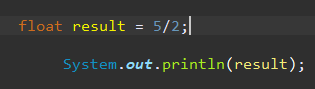 float result = 5/2;
System.out.println(result);